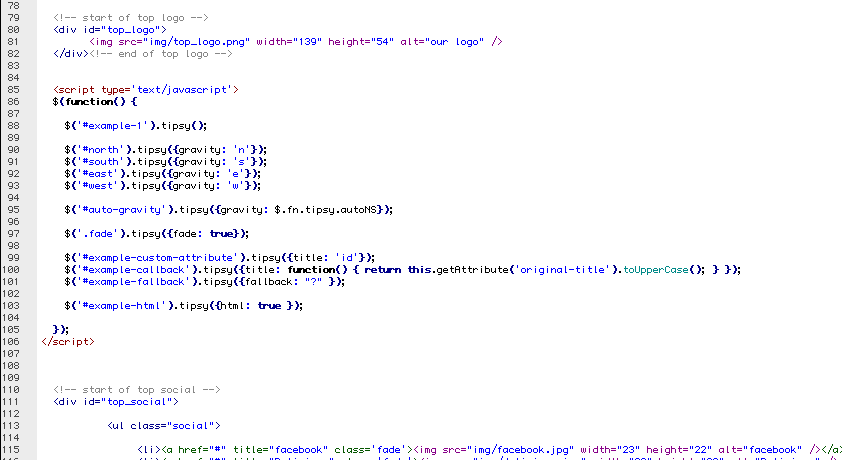 78
79 <!-- start of top logo -->
80 <div id="top_logo">
81 <img src="img/top_logo.png" width="139" height="54" alt="our logo" />
82 </div><!-- end of top logo -->
83
84
85 <script type='text/javascript'>
86 $(function() {
87
88 $('#example-1').tipsy();
89
90 $('#north').tipsy({gravity: 'n'});
91 $('#south').tipsy({gravity: 's'});
92 $('#east').tipsy({gravity: 'e'});
93 $('#west').tipsy({gravity: 'w'});
94
95 $('#auto-gravity').tipsy({gravity: $.fn.tipsy.autoNS});
96
97 $('.fade').tipsy({fade: true});
98
99 $('#example-custom-attribute').tipsy({title: 'id'});
100 $('#example-callback').tipsy({title: function() { return this.getAttribute('original-title').toUpperCase(); } });
101 $('#example-fallback').tipsy({fallback: "?" });
102
103 $('#example-html').tipsy({html: true });
104
105 });
106 </script>
107
108
109
110 <!-- start of top social -->
111 <div id="top_social">
112
113 <ul class="social">
114
115 <li><a href="#" title="facebook" class='fade'><img src="img/facebook.jpg" width="23" height="22" alt="facebook" /></a>